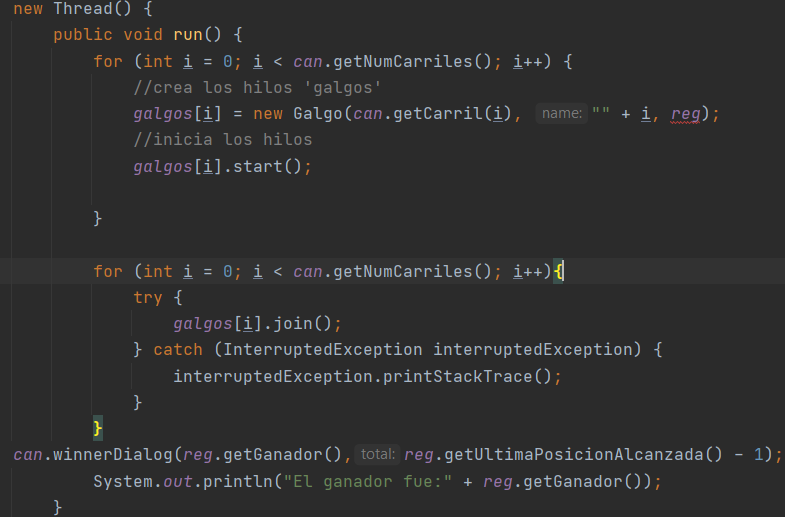 new Thread() {
public void run() {
for (int i = 0; i < can.getNumCarriles(); i++) {
//crea los hilos 'galgos'
galgos[i] = new Galgo(can.getCarril(i), name: "" + i, reg);
//inicia los hilos
galgos[i].start();
}
for (int i = 0; i < can.getNumCarriles(); i++){
try {
galgos[i].join();
} catch (InterruptedException interruptedException) {
interruptedException.printStackTrace();
}
}
can.winnerDialog(reg.getGanador(), total: reg.getUltimaPosicionAlcanzada() - 1);
System.out.println("El ganador fue:" + reg.getGanador());
}